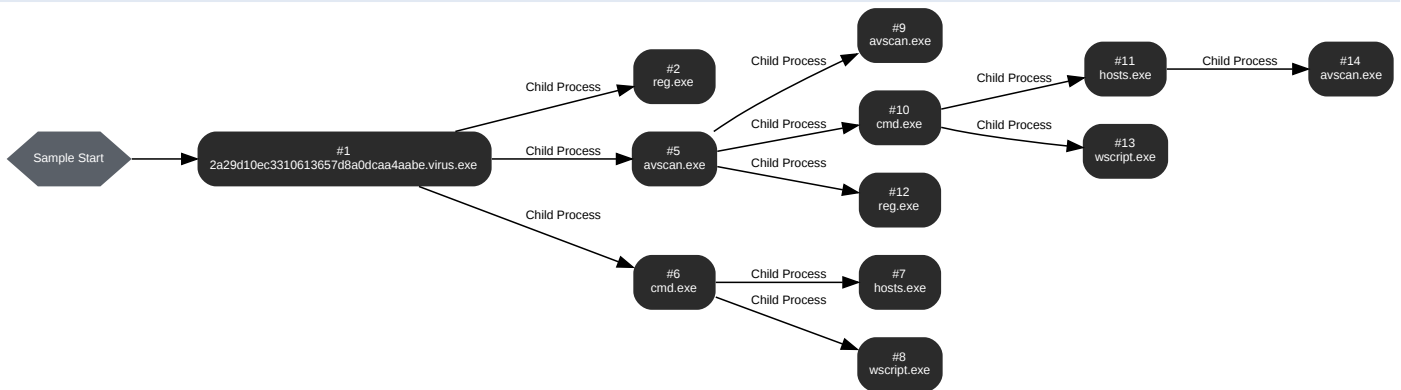 Sample Start
#1
2a29d10ec3310613657d8a0dcaa4aabe.virus.exe
Child Process
#2
reg.exe
Child Process
#5
avscan.exe
Child Process
#6
cmd.exe
Child Process
#9
avscan.exe
Child Process
#10
cmd.exe
Child Process
#12
reg.exe
Child Process
#7
hosts.exe
Child Process
#8
wscript.exe
Child Process
#11
hosts.exe
Child Process
#13
wscript.exe
Child Process
#14
avscan.exe